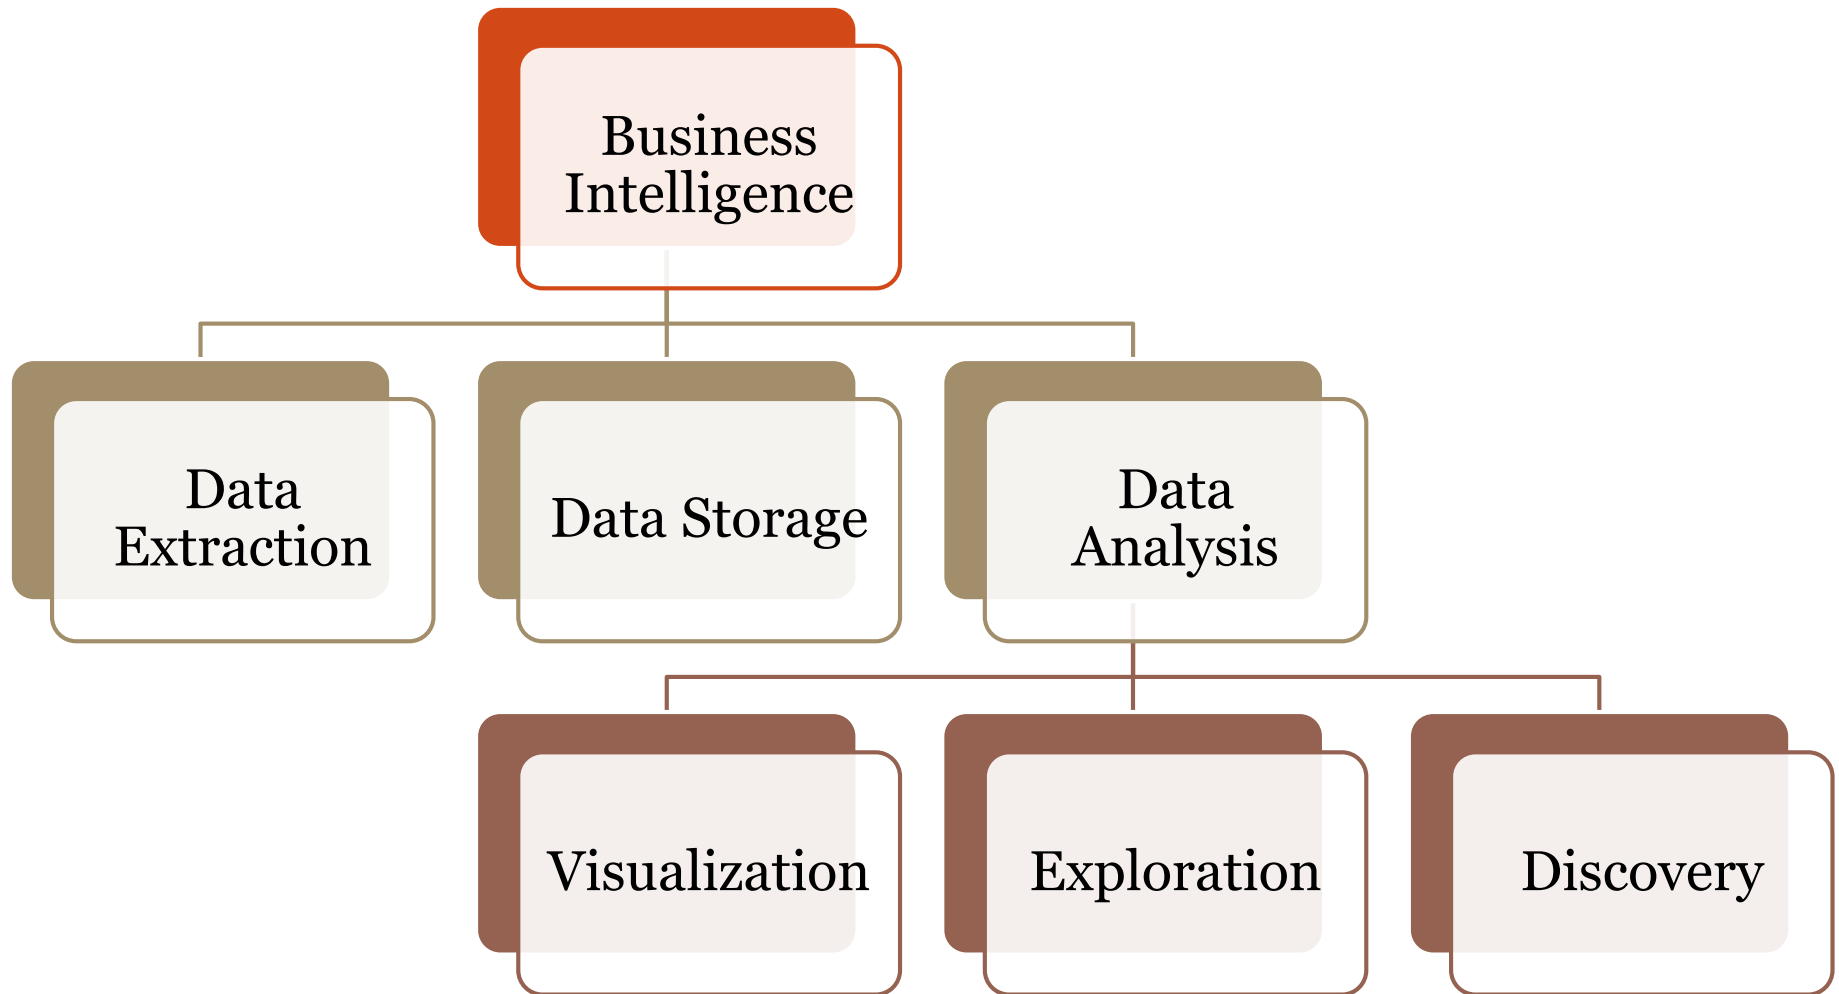 Business
Intelligence
Data
Extraction
Data Storage
Data
Analysis
Visualization
Exploration
Discovery